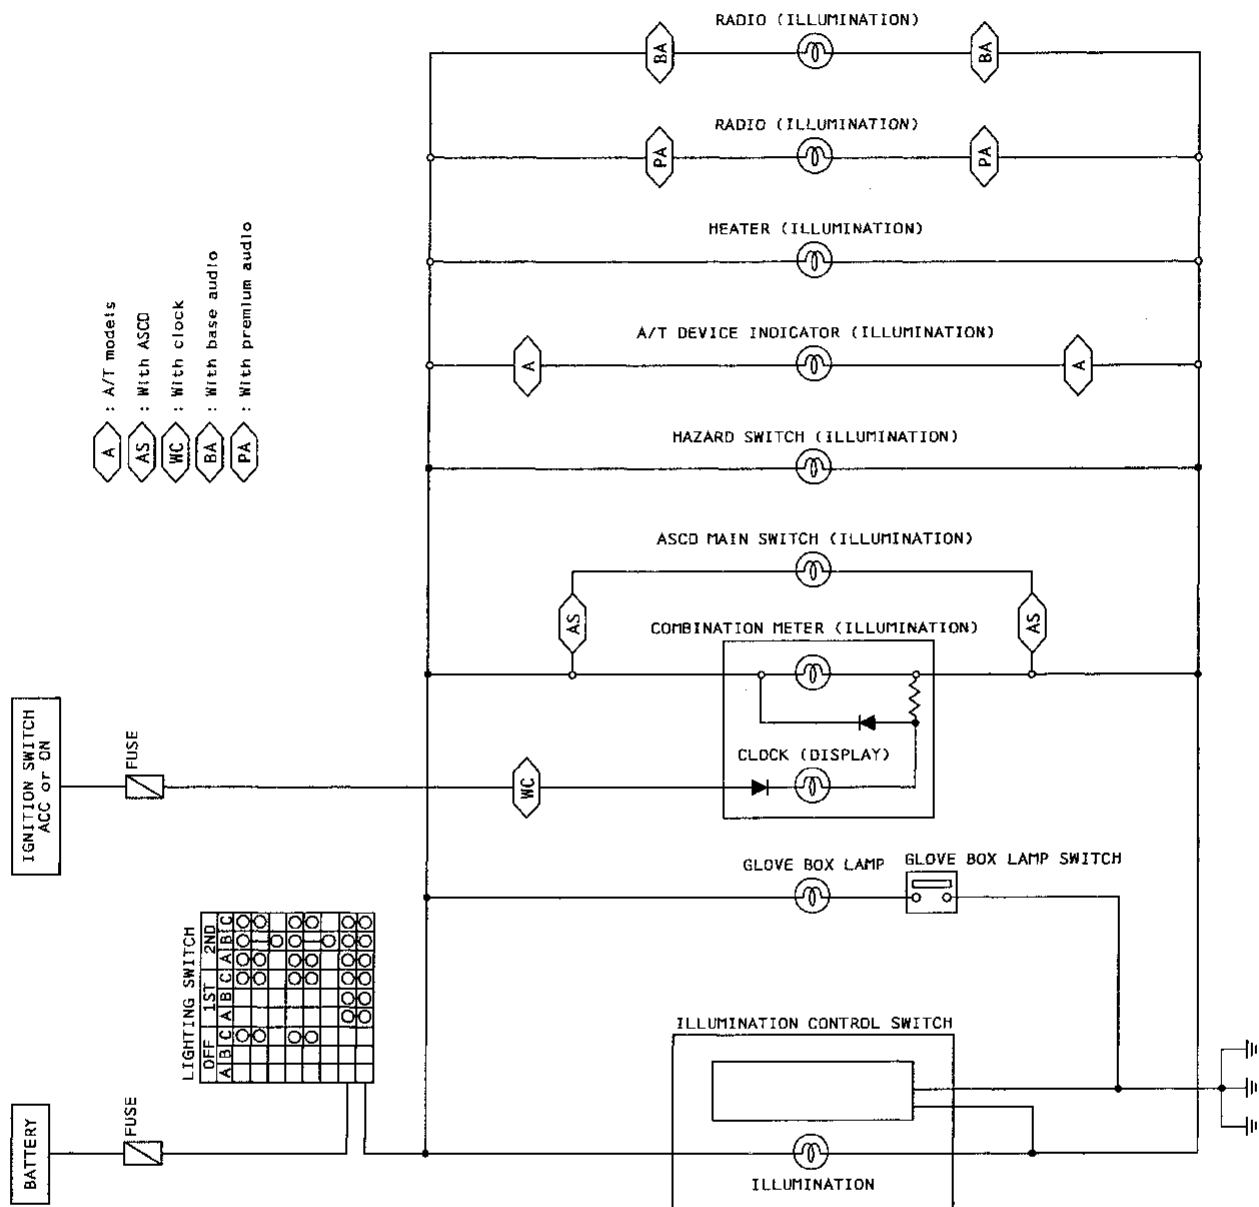 RADIO (ILLUMINATION)
BA
BA
RADIO (ILLUMINATION)
PA
PA
HEATER (ILLUMINATION)
A/T DEVICE INDICATOR (ILLUMINATION)
A
A
HAZARD SWITCH (ILLUMINATION)
ASCD MAIN SWITCH (ILLUMINATION)
AS
AS
COMBINATION METER (ILLUMINATION)
CLOCK (DISPLAY)
WC
GLOVE BOX LAMP
GLOVE BOX LAMP SWITCH
ILLUMINATION CONTROL SWITCH
ILLUMINATION
A : A/T models
AS : With ASCD
WC : With clock
BA : With base audio
PA : With premium audio
IGNITION SWITCH
ACC or ON
FUSE
LIGHTING SWITCH
OFF 1ST 2ND
A B C A B C A B C
BATTERY
FUSE